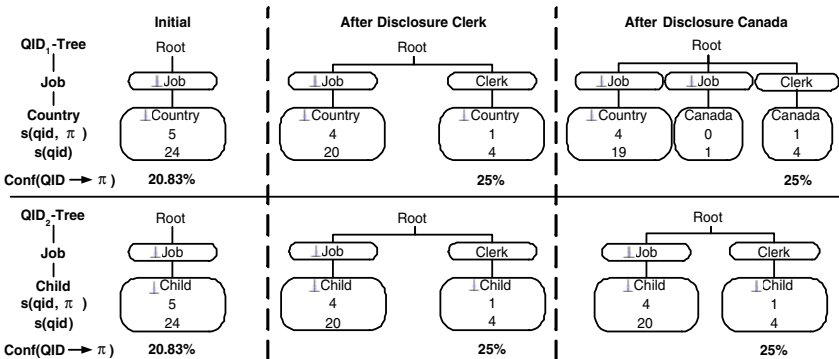 Initial After Disclosure Clerk After Disclosure Canada
QID1-Tree Root Root Root
Job ⊥Job ⊥Job Clerk ⊥Job ⊥Job Clerk
Country ⊥Country ⊥Country ⊥Country ⊥Country Canada Canada
s(qid, π) 5 4 1 4 0 1
s(qid) 24 20 4 19 1 4
Conf(QID → π) 20.83% 25% 25%
QID2-Tree Root Root Root
Job ⊥Job ⊥Job Clerk ⊥Job Clerk
Child ⊥Child ⊥Child ⊥Child ⊥Child ⊥Child
s(qid, π) 5 4 1 4 1
s(qid) 24 20 4 20 4
Conf(QID → π) 20.83% 25% 25%